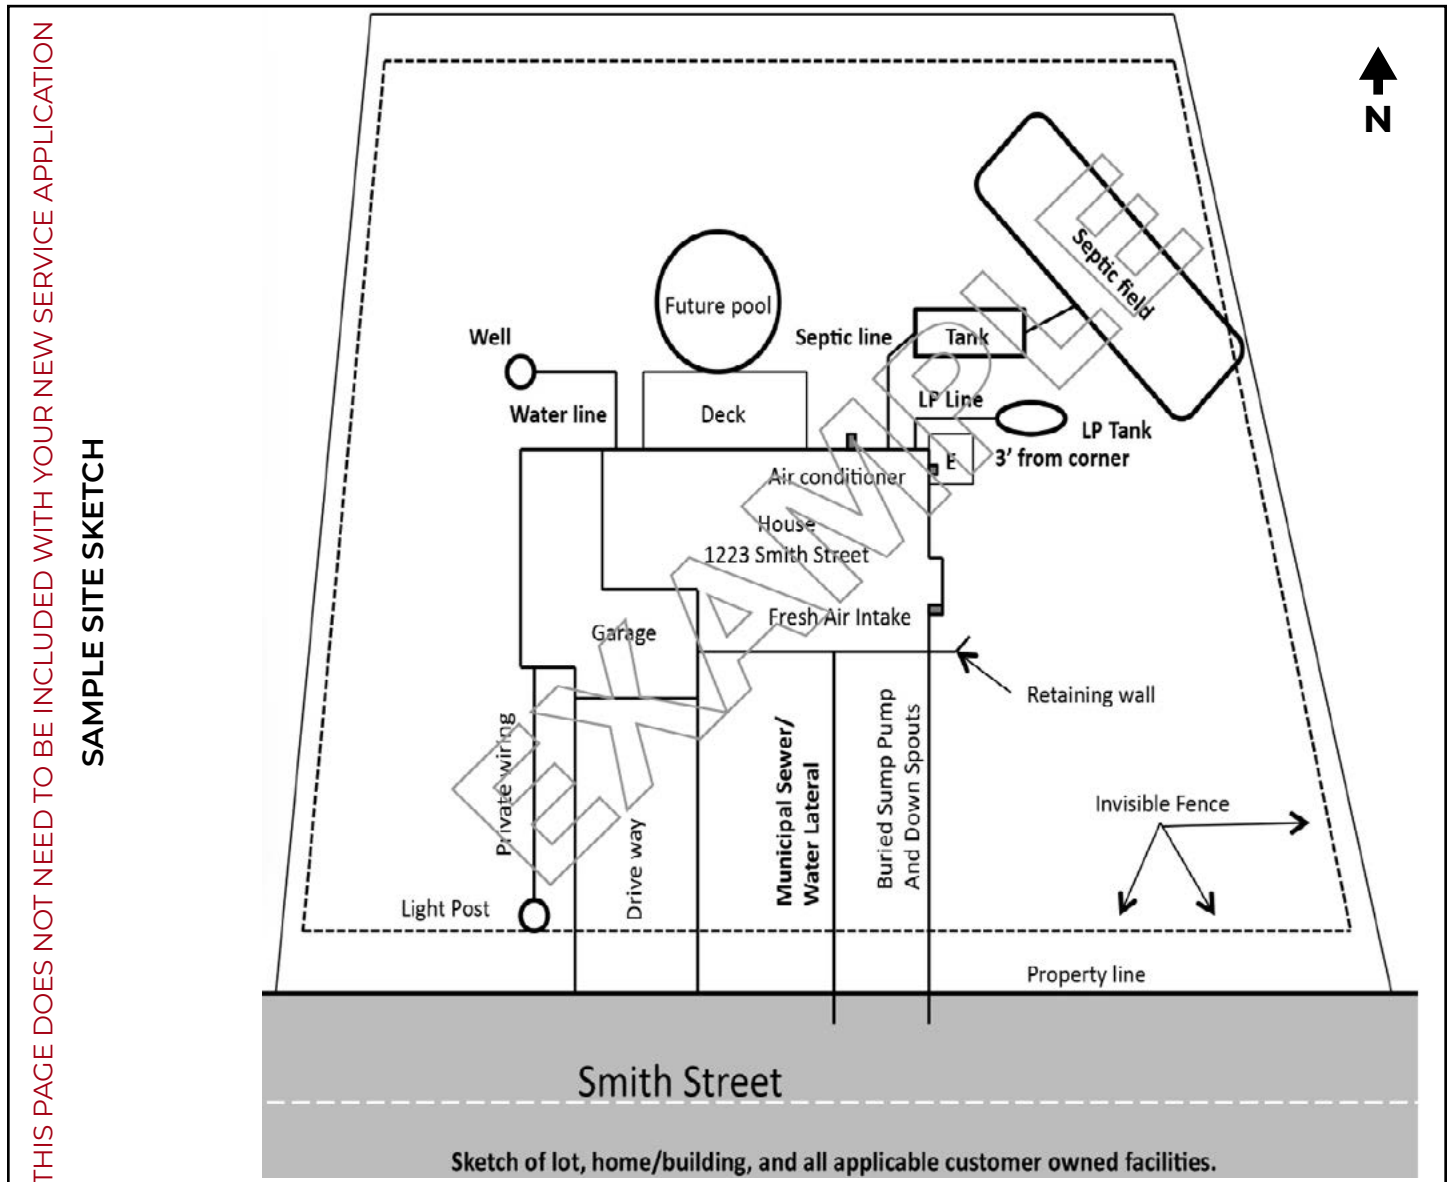 THIS PAGE DOES NOT NEED TO BE INCLUDED WITH YOUR NEW SERVICE APPLICATION
SAMPLE SITE SKETCH
N
Septic field
Future pool
Well
Septic line
Tank
Water line
Deck
LP Line
LP Tank
3' from corner
E
Air conditioner
House
1223 Smith Street
Fresh Air Intake
Garage
Retaining wall
Private wiring
Drive way
Municipal Sewer/
Water Lateral
Buried Sump Pump
And Down Spouts
Invisible Fence
Light Post
Property line
EXAMPLE
Smith Street
Sketch of lot, home/building, and all applicable customer owned facilities.